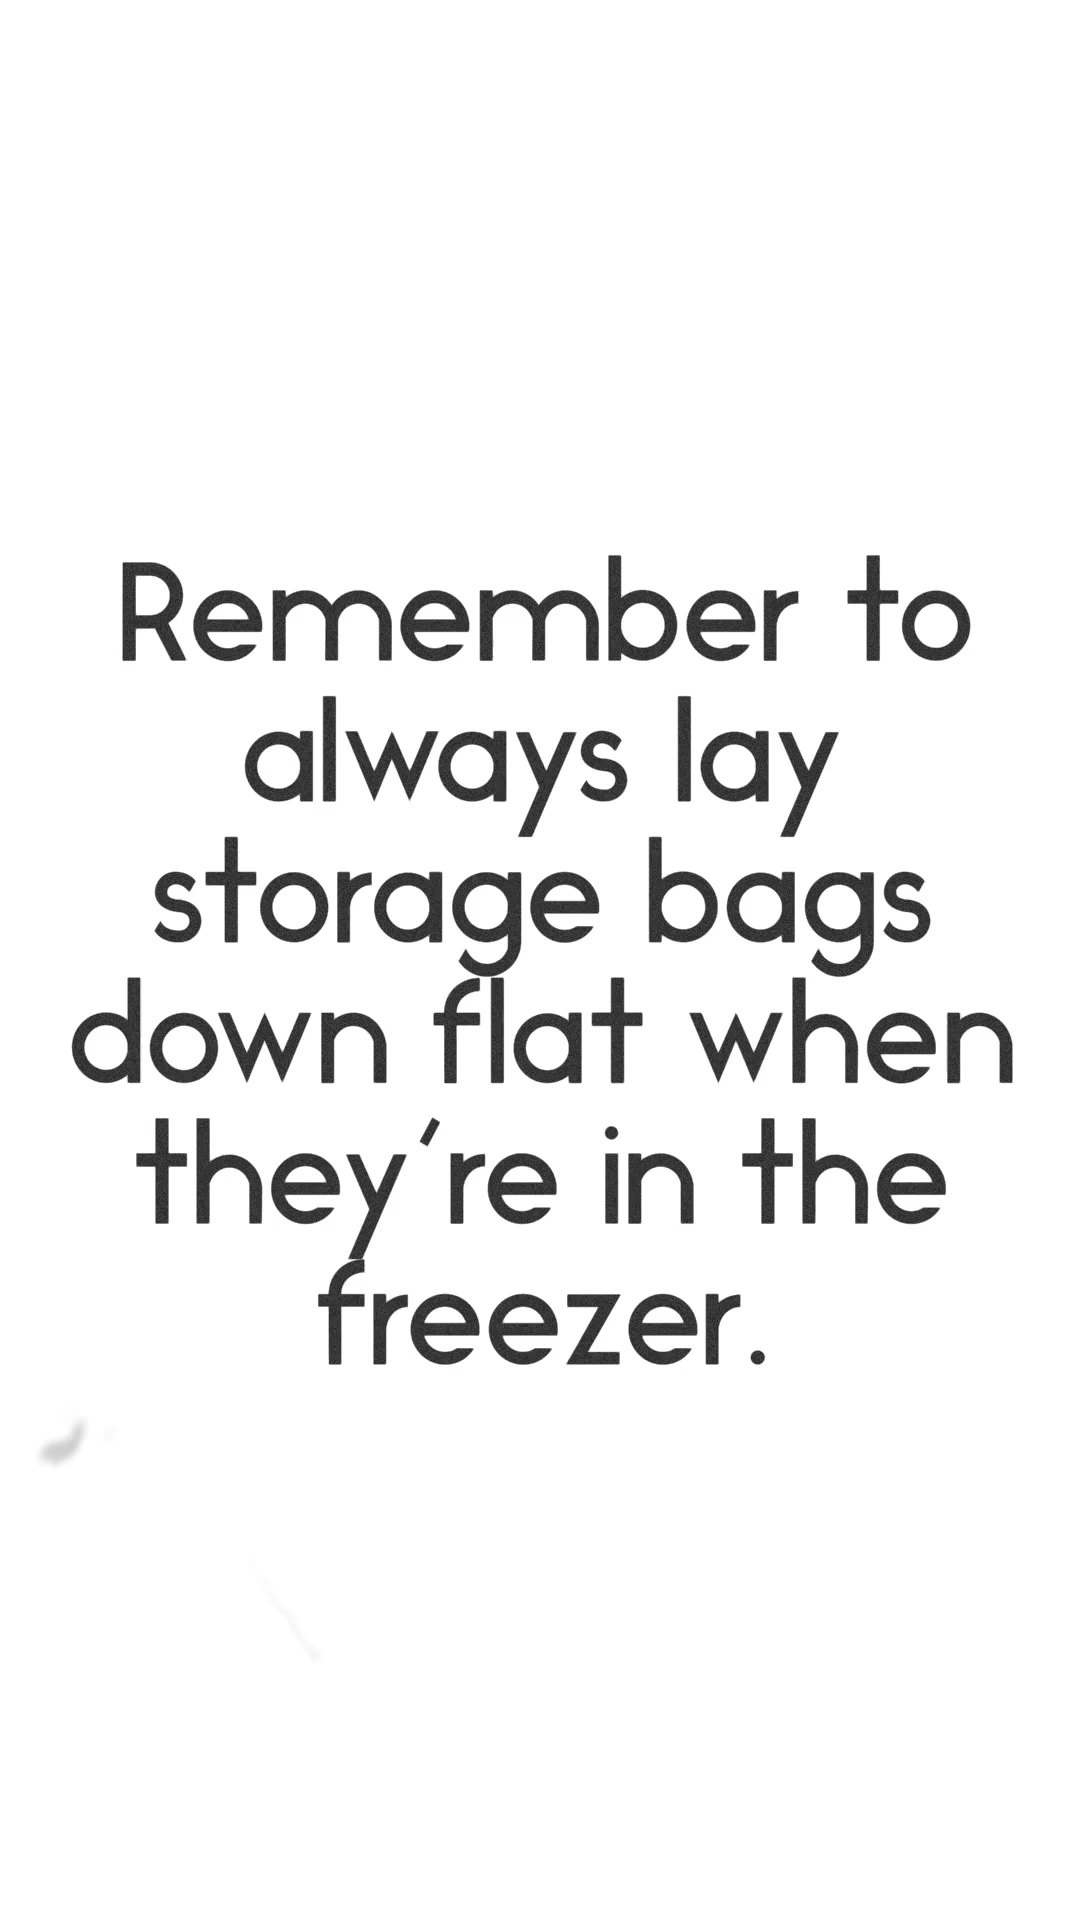 Remember to
always lay
storage bags
down flat when
they´re in the
freezer.